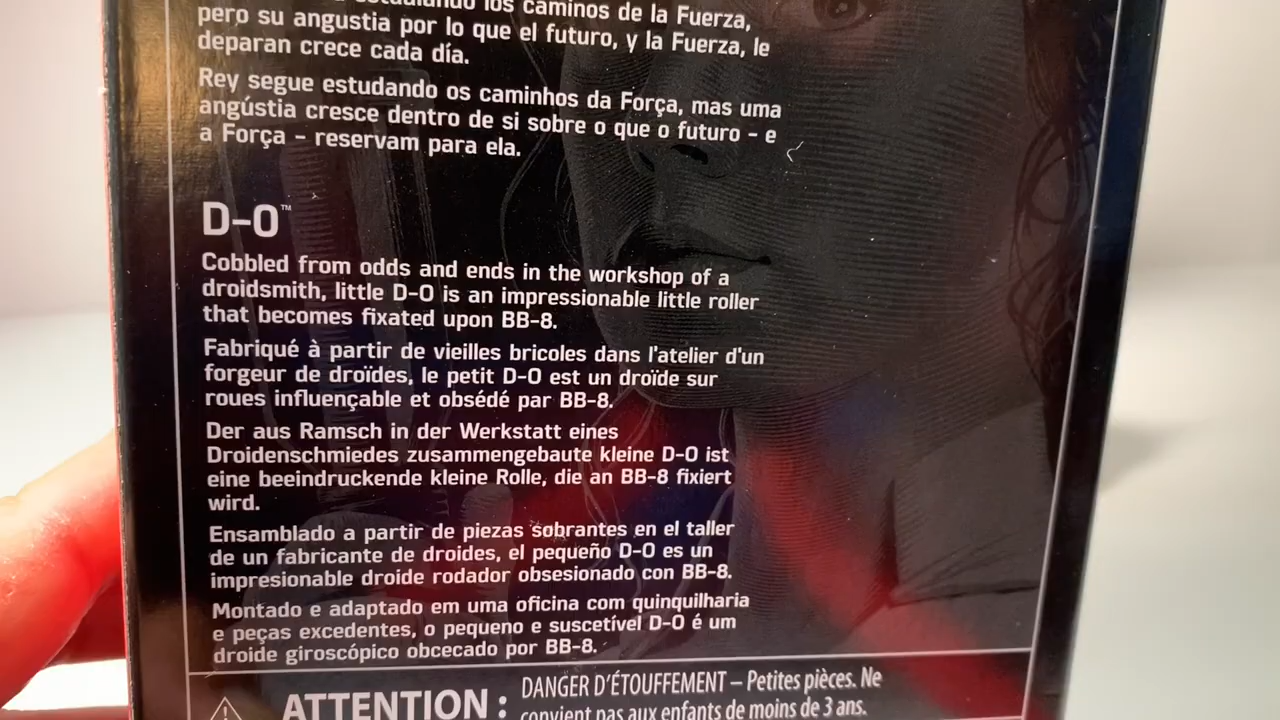 estudiando los caminos de la Fuerza,
pero su angustia por lo que el futuro, y la Fuerza, le
deparan crece cada día.
Rey segue estudando os caminhos da Força, mas uma
angústia cresce dentro de si sobre o que o futuro - e
a Força - reservam para ela.
D-O™
Cobbled from odds and ends in the workshop of a
droidsmith, little D-O is an impressionable little roller
that becomes fixated upon BB-8.
Fabriqué à partir de vieilles bricoles dans l'atelier d'un
forgeur de droïdes, le petit D-O est un droïde sur
roues influençable et obsédé par BB-8.
Der aus Ramsch in der Werkstatt eines
Droidenschmiedes zusammengebaute kleine D-O ist
eine beeindruckende kleine Rolle, die an BB-8 fixiert
wird.
Ensamblado a partir de piezas sobrantes en el taller
de un fabricante de droides, el pequeño D-O es un
impresionable droide rodador obsesionado con BB-8.
Montado e adaptado em uma oficina com quinquilharia
e peças excedentes, o pequeno e suscetível D-O é um
droide giroscópico obcecado por BB-8.
ATTENTION : DANGER D'ÉTOUFFEMENT – Petites pièces. Ne
convient pas aux enfants de moins de 3 ans.